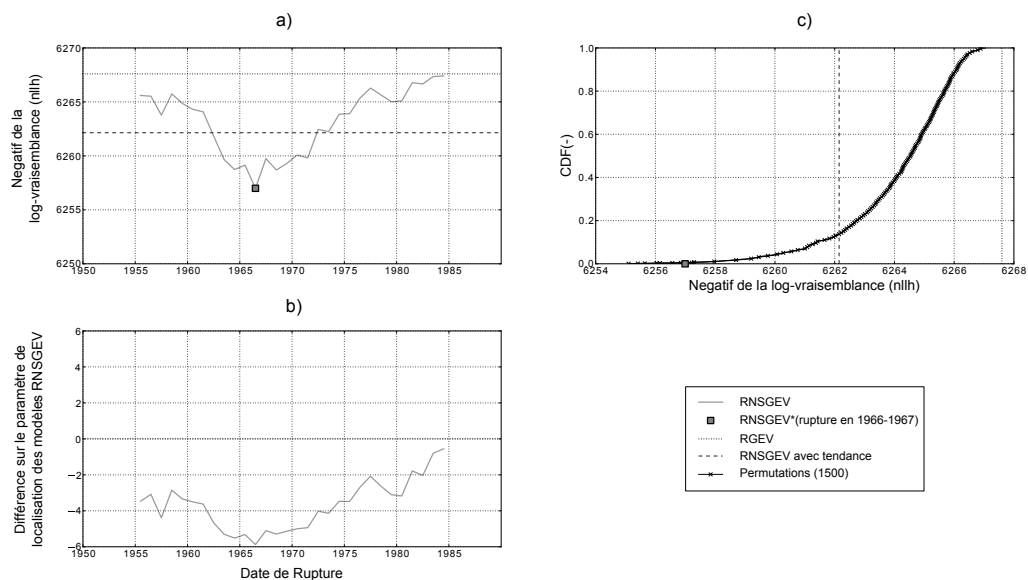 a)
Negatif de la
log-vraisemblance (nllh)
6270
6265
6260
6255
6250
1950 1955 1960 1965 1970 1975 1980 1985
b)
Différence sur le paramètre de
localisation des modèles RNSGEV
6
4
2
0
−2
−4
−6
1950 1955 1960 1965 1970 1975 1980 1985
Date de Rupture
c)
CDF(-)
1.0
0.8
0.6
0.4
0.2
0.0
6254 6256 6258 6260 6262 6264 6266 6268
Negatif de la log-vraisemblance (nllh)
RNSGEV
RNSGEV*(rupture en 1966-1967)
RGEV
RNSGEV avec tendance
Permutations (1500)